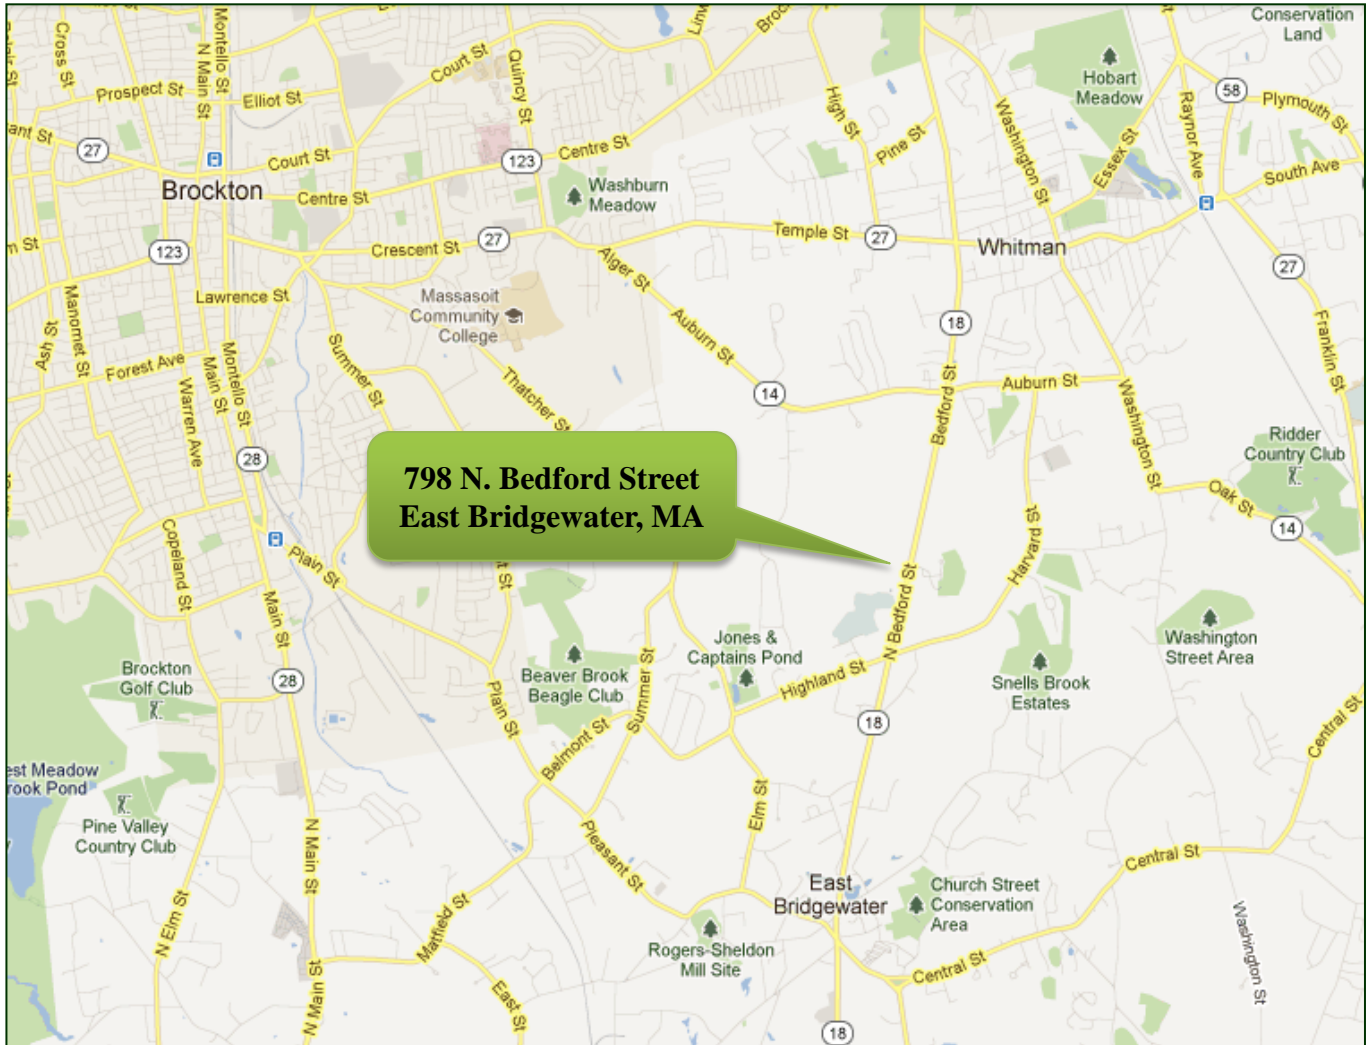 Conservation
Land
Cross St
Montello St
N Main St
Court St
Quincy St
Prospect St
Elliot St
High St
Pine St
Washington St
Hobart
Meadow
Essex St
Raynor Ave
58
Plymouth St
27
Court St
123
Centre St
South Ave
Brockton
Centre St
Washburn
Meadow
Temple St
27
Whitman
123
Crescent St
27
Alger St
27
Lawrence St
Massasoit
Community
College
Manomet St
Ash St
Forest Ave
Montello St
Main St
Warren Ave
Summer St
Thatcher St
Auburn St
14
18
Bedford St
Auburn St
Washington St
Franklin St
28
Ridder
Country Club
Oak St
14
798 N. Bedford Street
East Bridgewater, MA
Copeland St
Plain St
Main St
N Bedford St
Harvard St
Washington
Street Area
Jones &
Captains Pond
Highland St
Snells Brook
Estates
Brockton
Golf Club
28
Beaver Brook
Beagle Club
Summer St
Plain St
Belmont St
18
Central St
Pine Valley
Country Club
N Main St
Elm St
Pleasant St
Central St
East
Bridgewater
Church Street
Conservation
Area
Washington St
N Elm St
Matfield St
Rogers-Sheldon
Mill Site
Central St
N Main St
East St
18